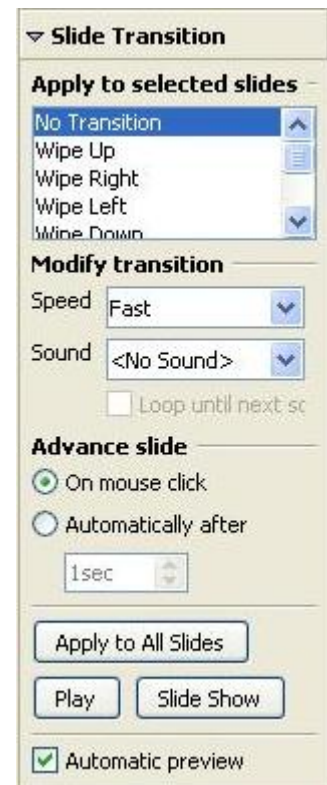 Slide Transition
Apply to selected slides
No Transition
Wipe Up
Wipe Right
Wipe Left
Wipe Down
Modify transition
Speed Fast
Sound <No Sound>
Loop until next
Advance slide
On mouse click
Automatically after
1sec
Apply to All Slides
Play Slide Show
Automatic preview